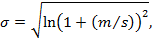 σ = √ln(1 + (m/s))²,